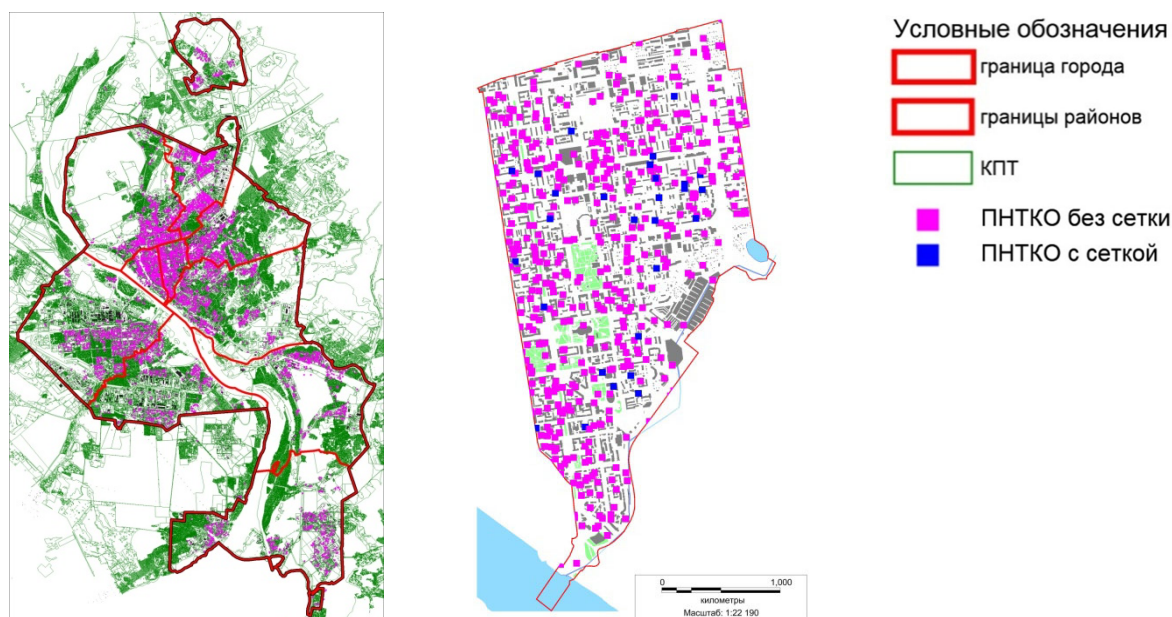 Условные обозначения
граница города
границы районов
КПТ
ПНТКО без сетки
ПНТКО с сеткой
0 1,000
километры
Масштаб: 1:22 190